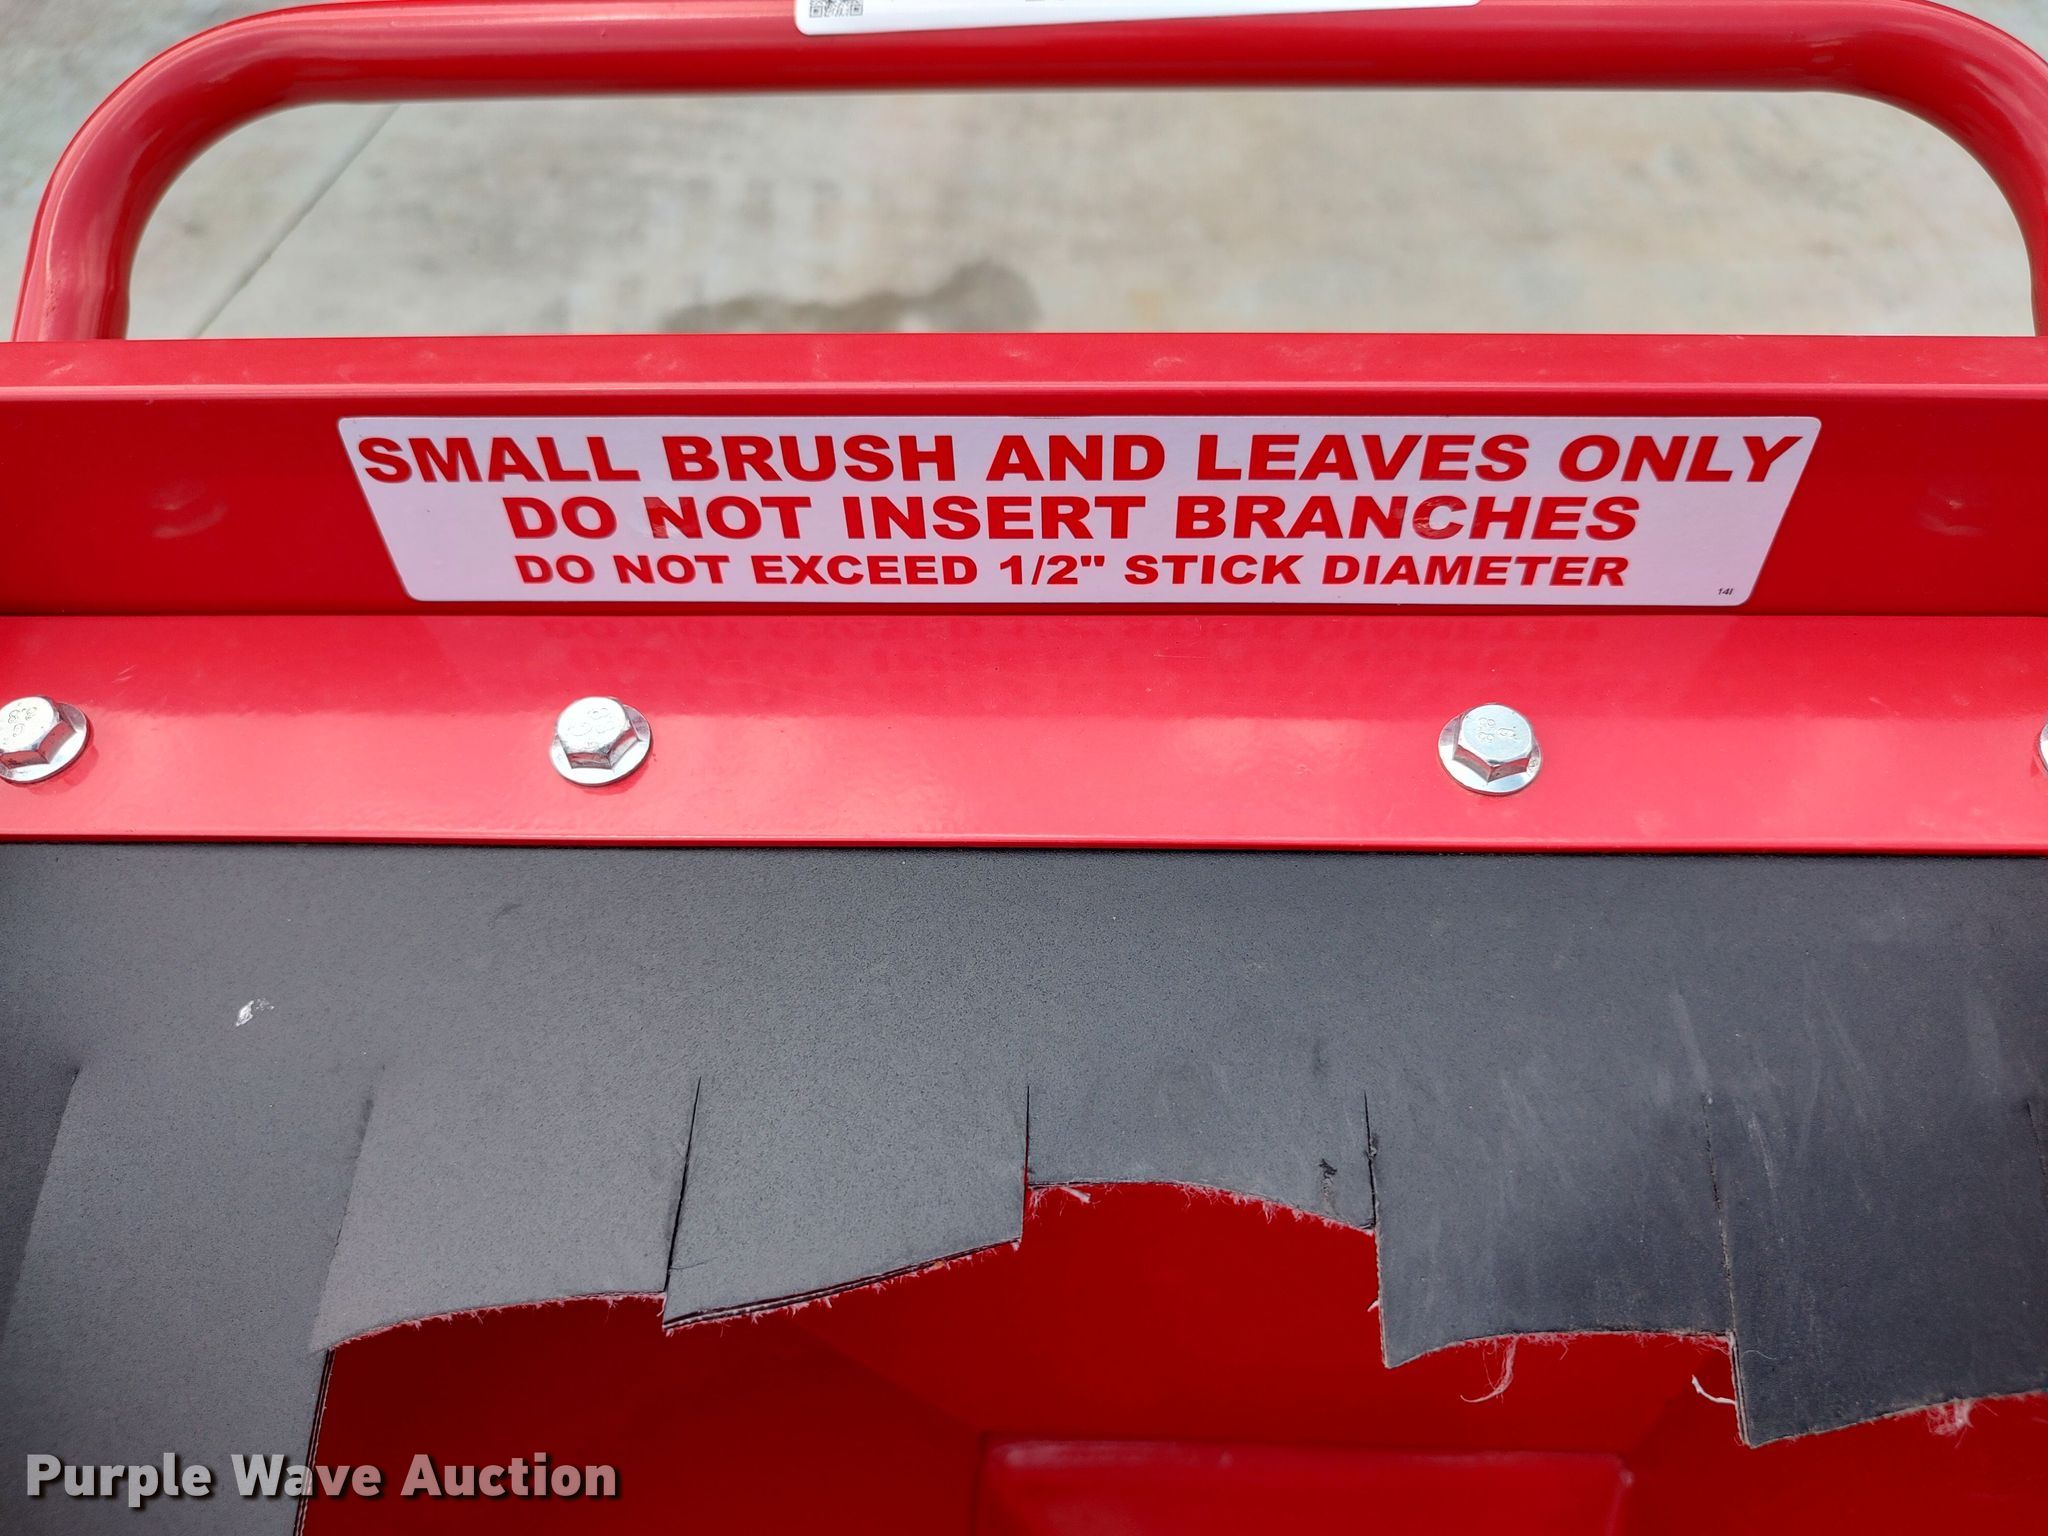 SMALL BRUSH AND LEAVES ONLY
DO NOT INSERT BRANCHES
DO NOT EXCEED 1/2" STICK DIAMETER
14I
Purple Wave Auction